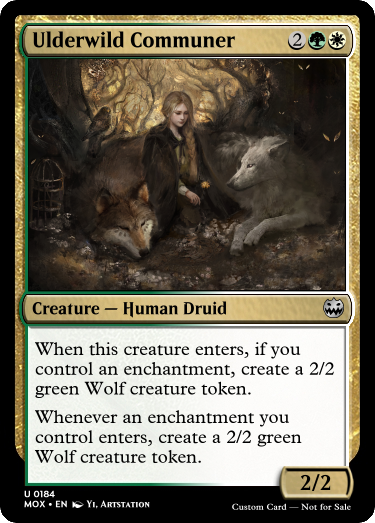 Ulderwild Communer 2
Creature — Human Druid
When this creature enters, if you
control an enchantment, create a 2/2
green Wolf creature token.
Whenever an enchantment you
control enters, create a 2/2 green
Wolf creature token.
2/2
U 0184
MOX • EN Yi, Artstation
Custom Card — Not for Sale